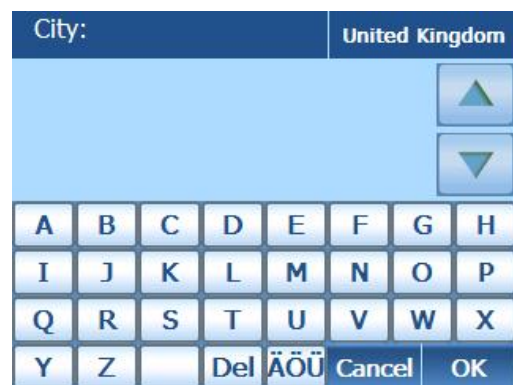 City: United Kingdom
A B C D E F G H
I J K L M N O P
Q R S T U V W X
Y Z Del ÄÖÜ Cancel OK